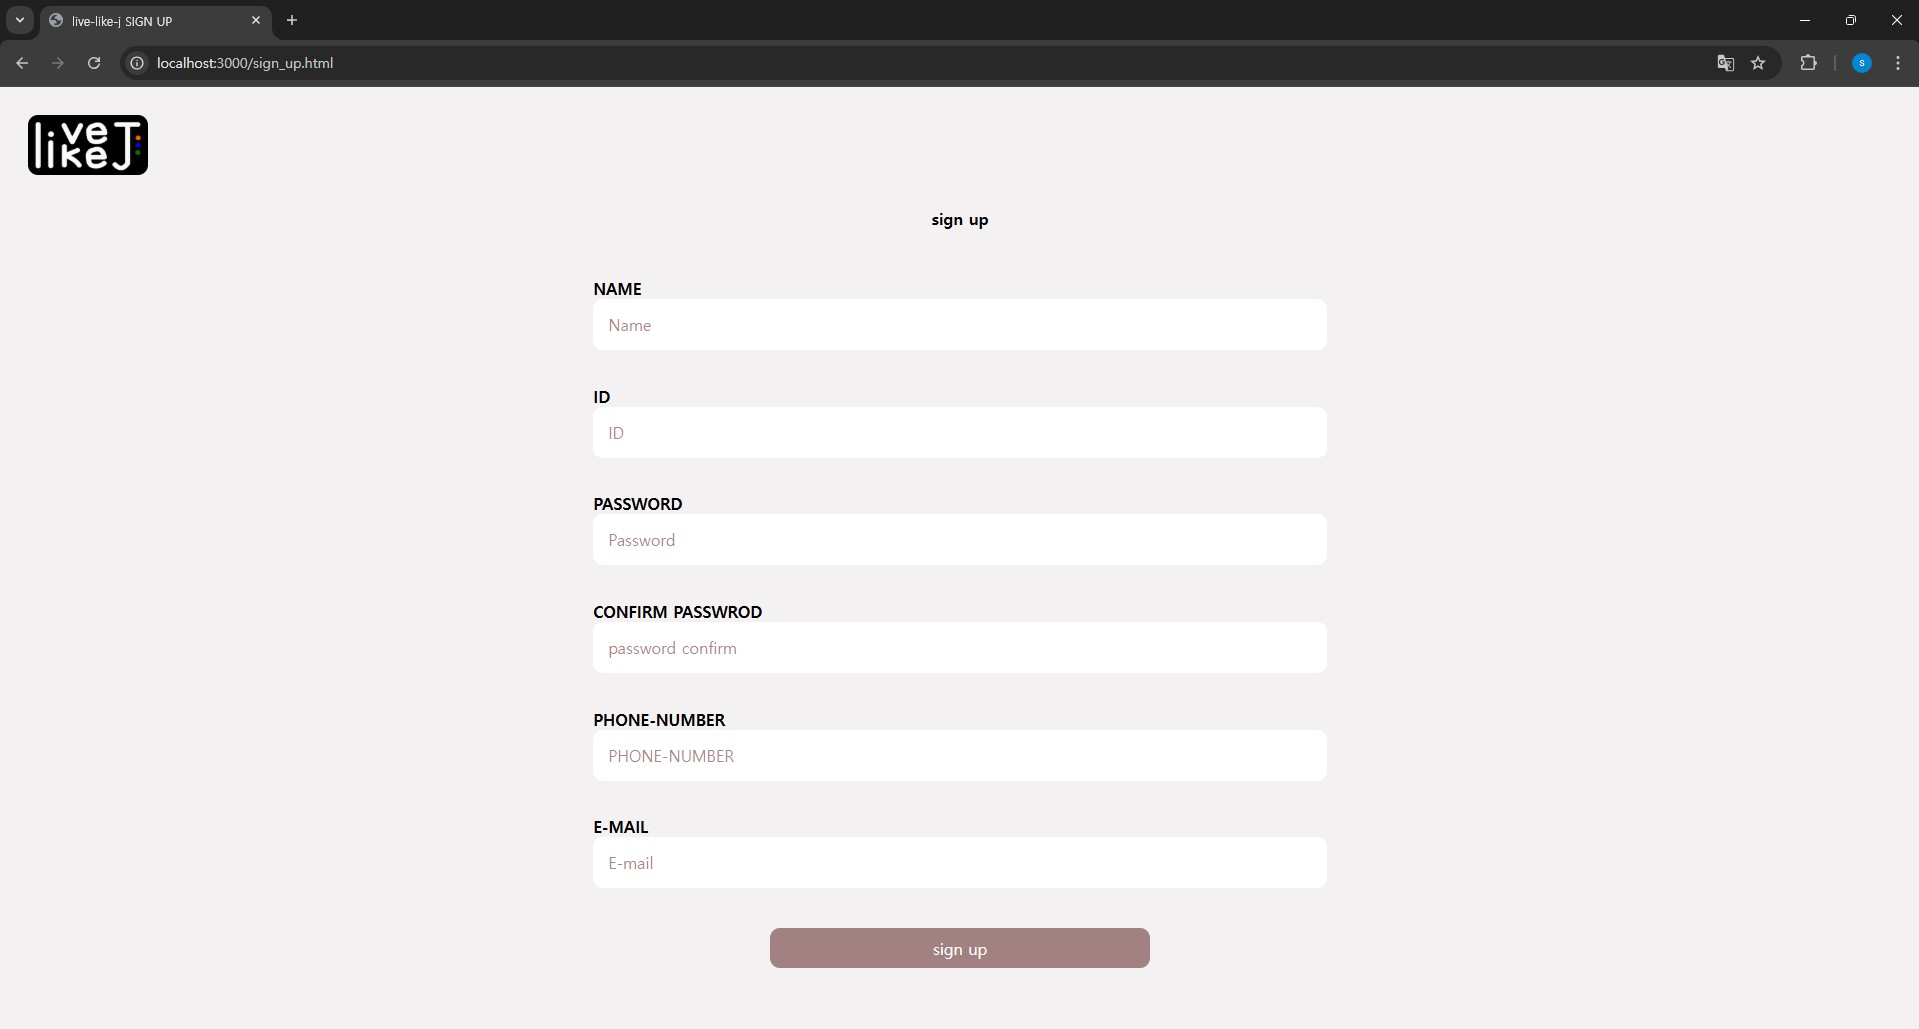 live-like-j SIGN UP
localhost:3000/sign_up.html
S
live
like J
sign up
NAME
Name
ID
ID
PASSWORD
Password
CONFIRM PASSWROD
password confirm
PHONE-NUMBER
PHONE-NUMBER
E-MAIL
E-mail
sign up